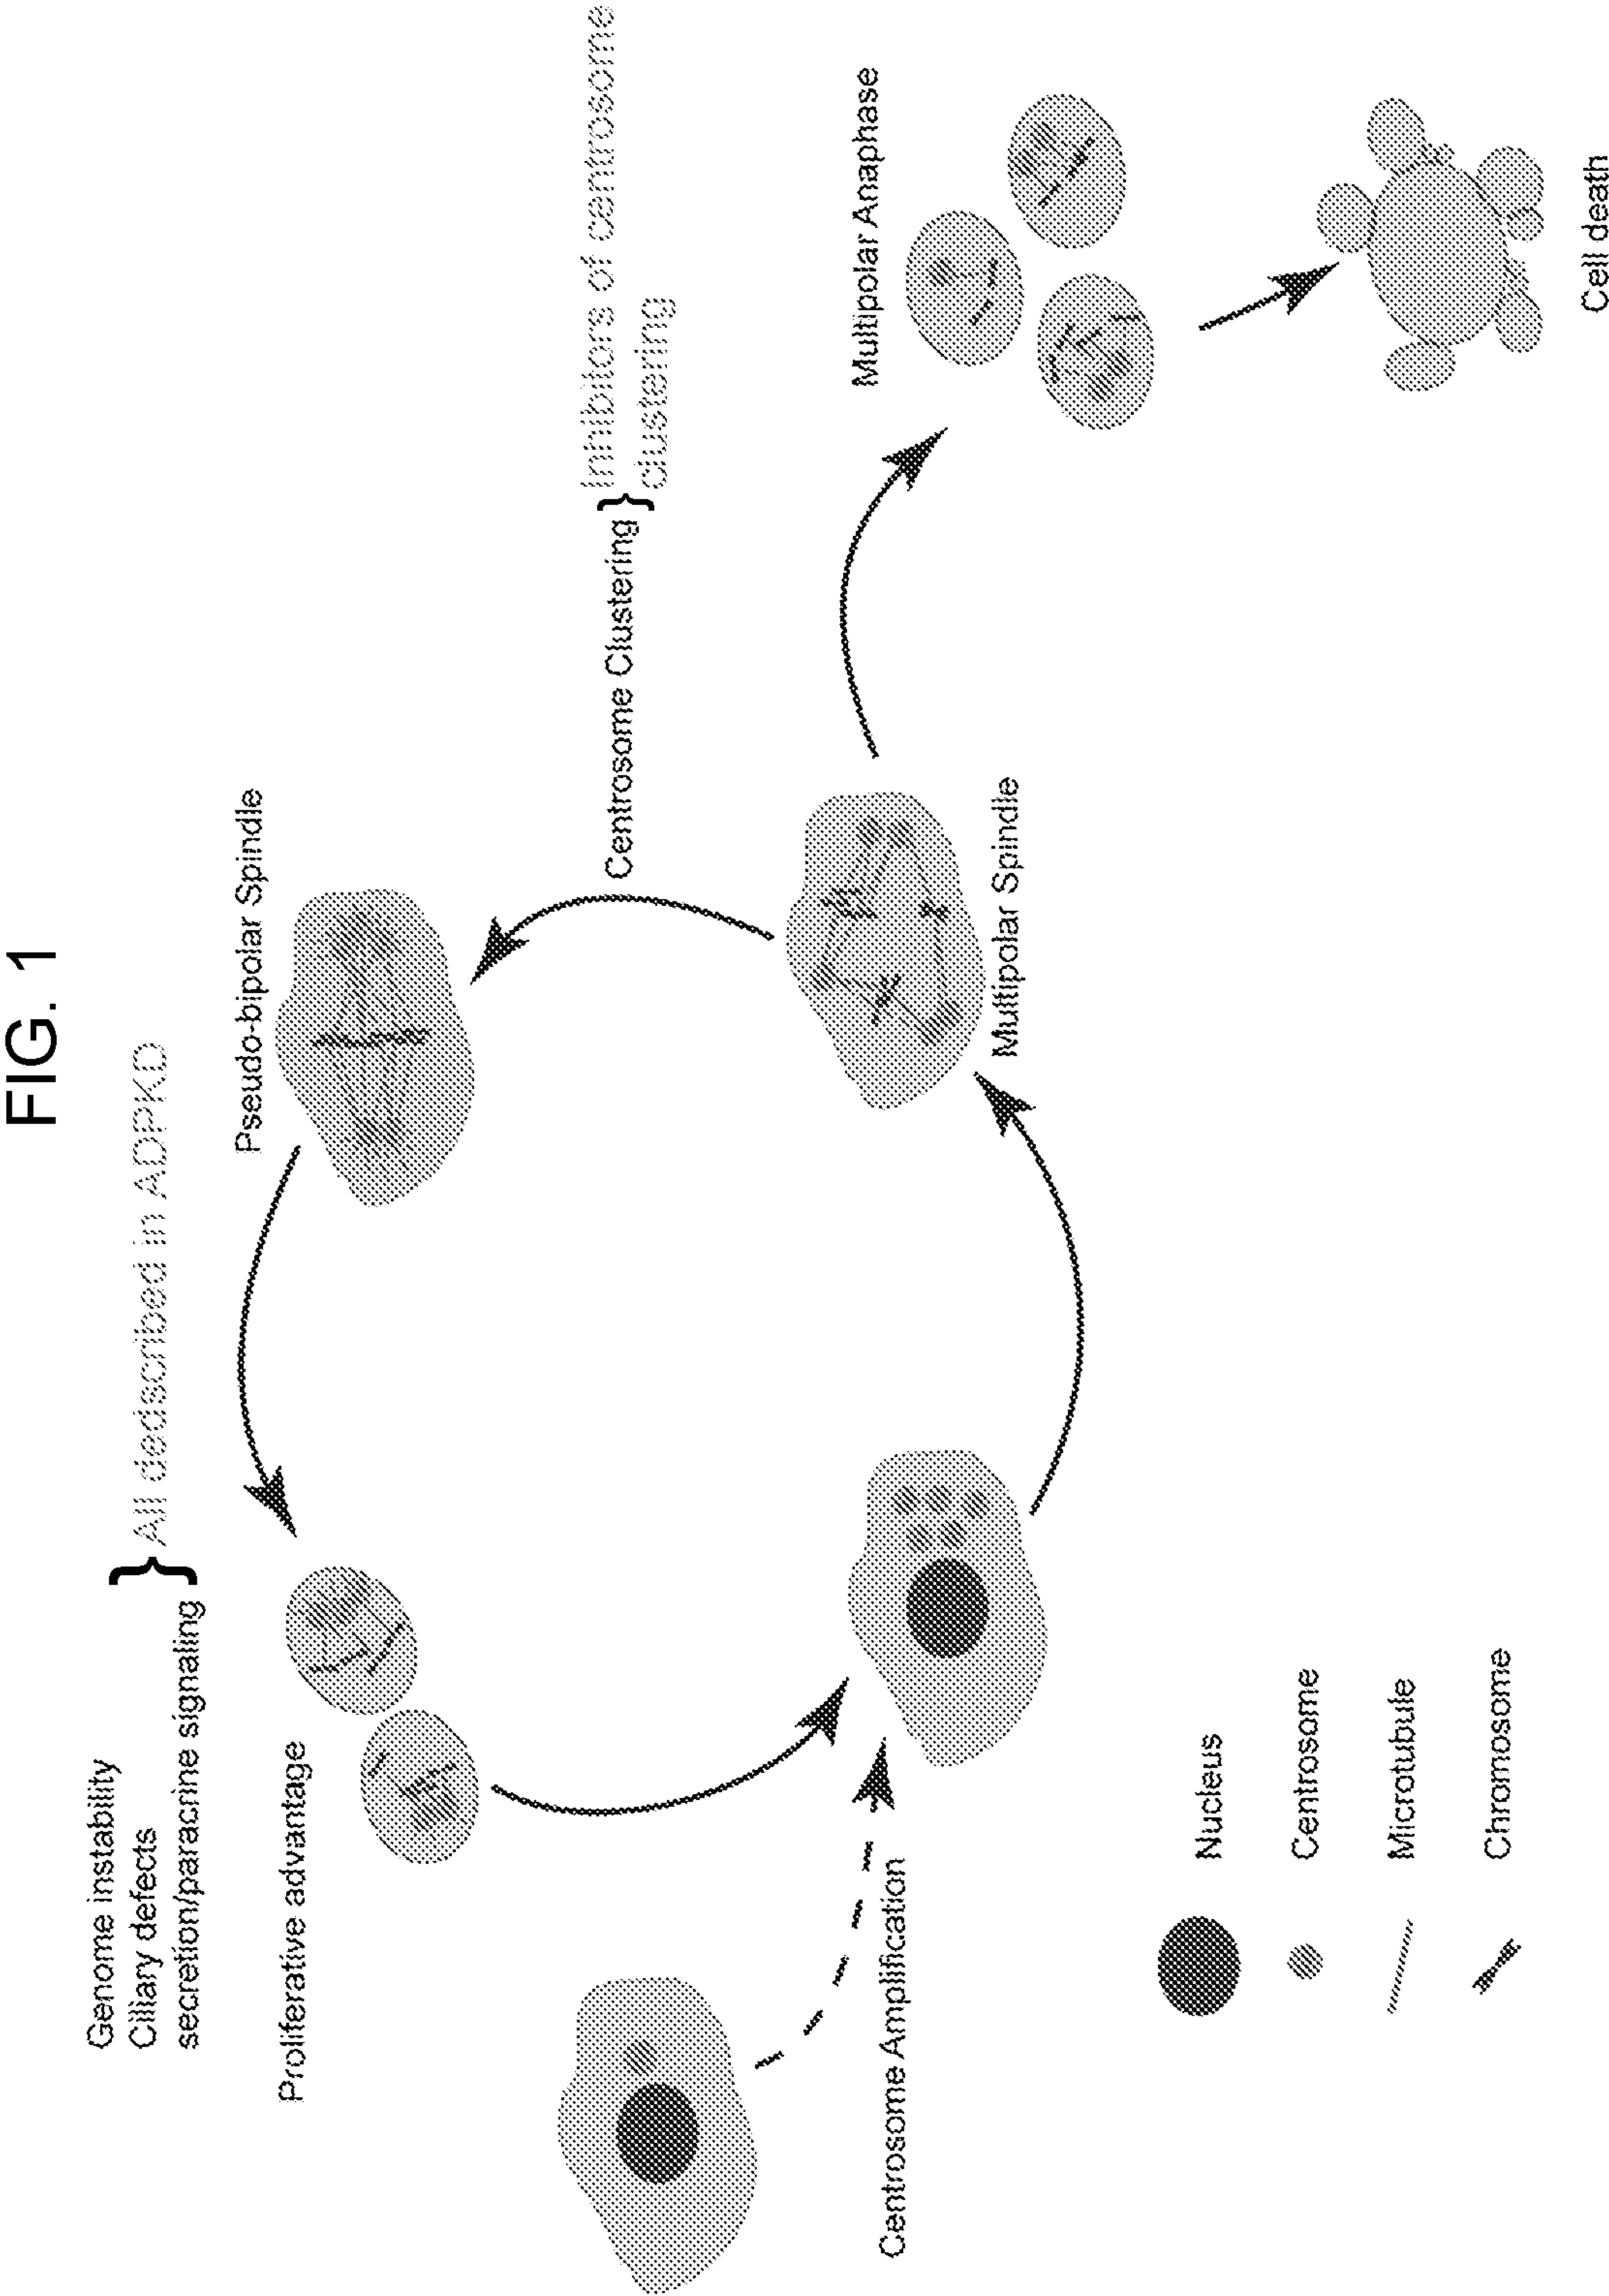 FIG. 1
Genome instability
Ciliary defects
secretion/paracrine signaling
} All dedscribed in ADPKD
Proliferative advantage
Pseudo-bipolar Spindle
Centrosome Clustering }
Inhibitors of centrosome
clustering
Centrosome Amplification
Multipolar Spindle
Multipolar Anaphase
Cell death
Nucleus
Centrosome
Microtubule
Chromosome